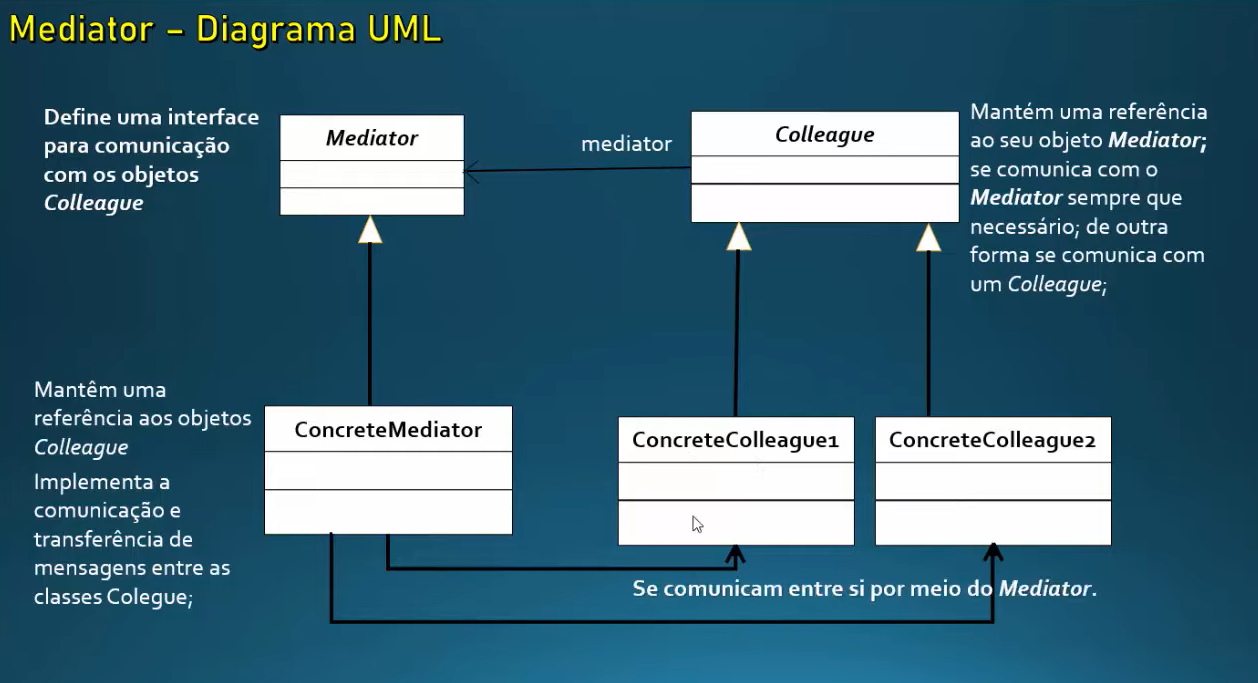 Mediator – Diagrama UML
Define uma interface
para comunicação
com os objetos
Colleague
Mediator
mediator
Colleague
Mantém uma referência
ao seu objeto Mediator;
se comunica com o
Mediator sempre que
necessário; de outra
forma se comunica com
um Colleague;
Mantêm uma
referência aos objetos
Colleague
Implementa a
comunicação e
transferência de
mensagens entre as
classes Colegue;
ConcreteMediator
ConcreteColleague1
ConcreteColleague2
Se comunicam entre si por meio do Mediator.